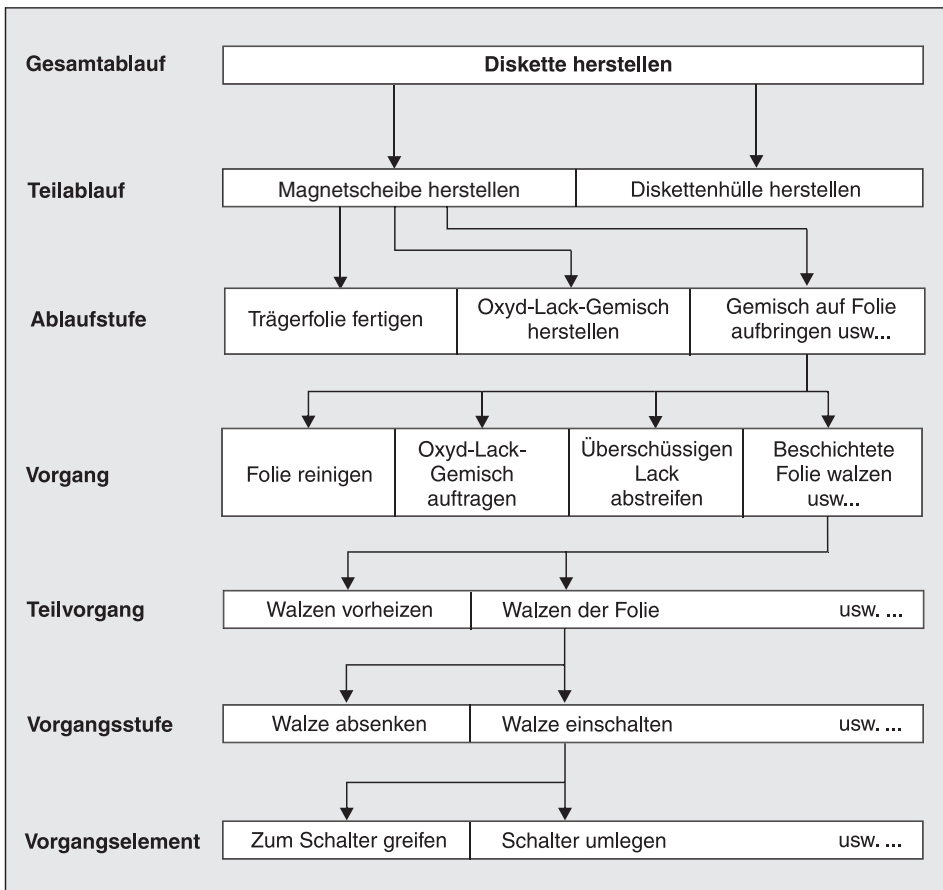 Gesamtablauf
Diskette herstellen
Teilablauf
Magnetscheibe herstellen
Diskettenhülle herstellen
Ablaufstufe
Trägerfolie fertigen
Oxyd-Lack-Gemisch
herstellen
Gemisch auf Folie
aufbringen usw...
Vorgang
Folie reinigen
Oxyd-Lack-
Gemisch
auftragen
Überschüssigen
Lack
abstreifen
Beschichtete
Folie walzen
usw...
Teilvorgang
Walzen vorheizen
Walzen der Folie
usw. ...
Vorgangsstufe
Walze absenken
Walze einschalten
usw. ...
Vorgangselement
Zum Schalter greifen
Schalter umlegen
usw. ...